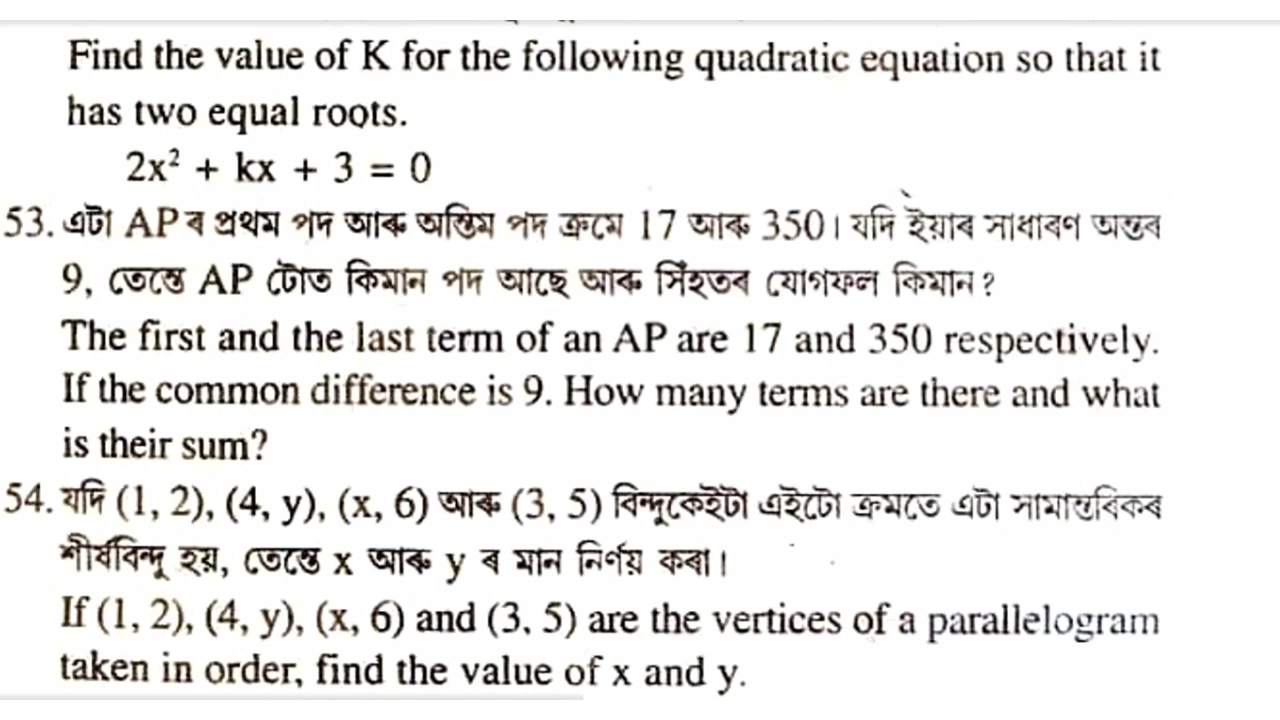 Find the value of K for the following quadratic equation so that it
has two equal roots.
2x² + kx + 3 = 0
53. এটা AP ৰ প্ৰথম পদ আৰু অন্তিম পদ ক্ৰমে 17 আৰু 350। যদি ইয়াৰ সাধাৰণ অন্তৰ
9, তেন্তে AP টোত কিমান পদ আছে আৰু সিঁহতৰ যোগফল কিমান?
The first and the last term of an AP are 17 and 350 respectively.
If the common difference is 9. How many terms are there and what
is their sum?
54. যদি (1, 2), (4, y), (x, 6) আৰু (3, 5) বিন্দুকেইটা এইটো ক্ৰমতে এটা সামান্তৰিকৰ
শীৰ্ষবিন্দু হয়, তেন্তে x আৰু y ৰ মান নিৰ্ণয় কৰা।
If (1, 2), (4, y), (x, 6) and (3, 5) are the vertices of a parallelogram
taken in order, find the value of x and y.